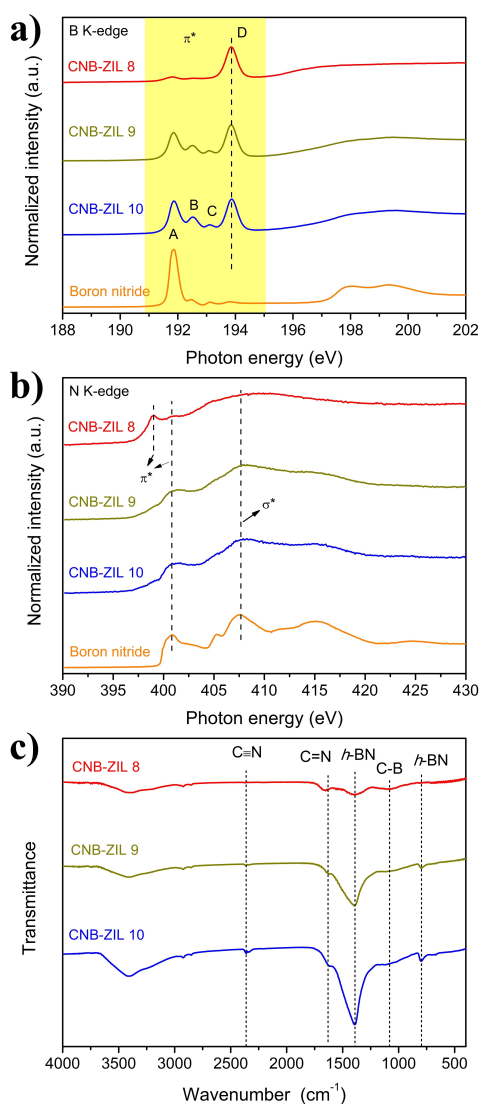 a)
B K-edge
π*
D
CNB-ZIL 8
CNB-ZIL 9
CNB-ZIL 10
B
C
A
Boron nitride
Normalized intensity (a.u.)
188 190 192 194 196 198 200 202
Photon energy (eV)
b)
N K-edge
CNB-ZIL 8
π*
CNB-ZIL 9
σ*
CNB-ZIL 10
Boron nitride
Normalized intensity (a.u.)
390 395 400 405 410 415 420 425 430
Photon energy (eV)
c)
C≡N C=N h-BN C-B h-BN
CNB-ZIL 8
CNB-ZIL 9
CNB-ZIL 10
Transmittance
4000 3500 3000 2500 2000 1500 1000 500
Wavenumber (cm⁻¹)